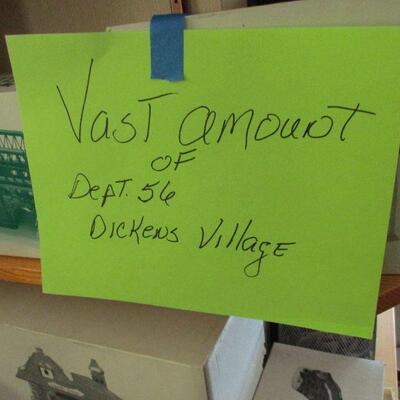 Vast amount
of
Dept. 56
Dickens Village